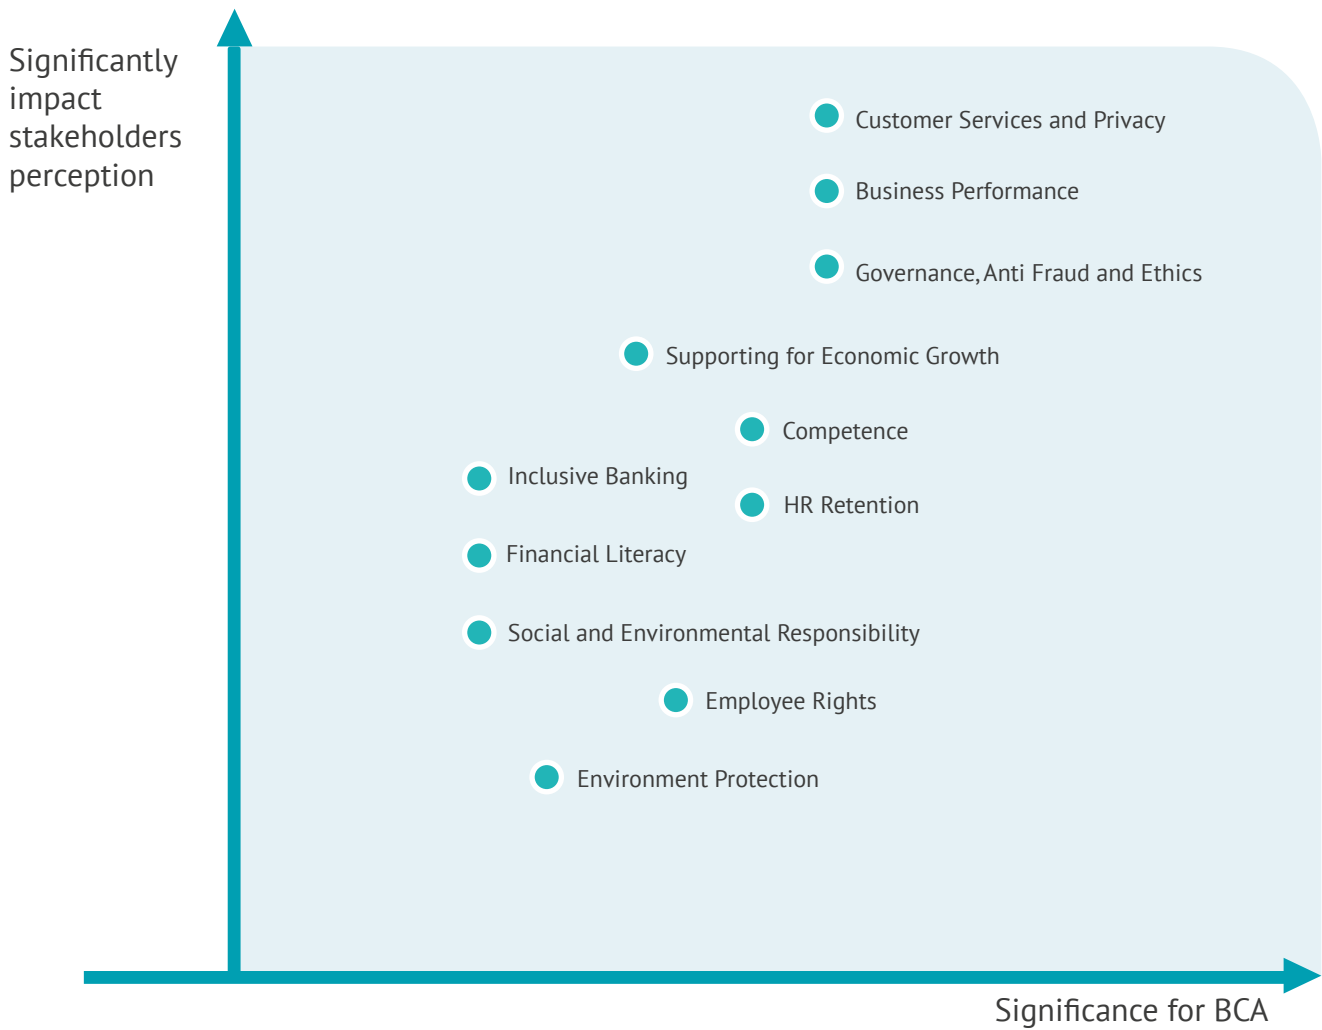 Significantly
impact
stakeholders
perception
Customer Services and Privacy
Business Performance
Governance, Anti Fraud and Ethics
Supporting for Economic Growth
Competence
Inclusive Banking
HR Retention
Financial Literacy
Social and Environmental Responsibility
Employee Rights
Environment Protection
Significance for BCA